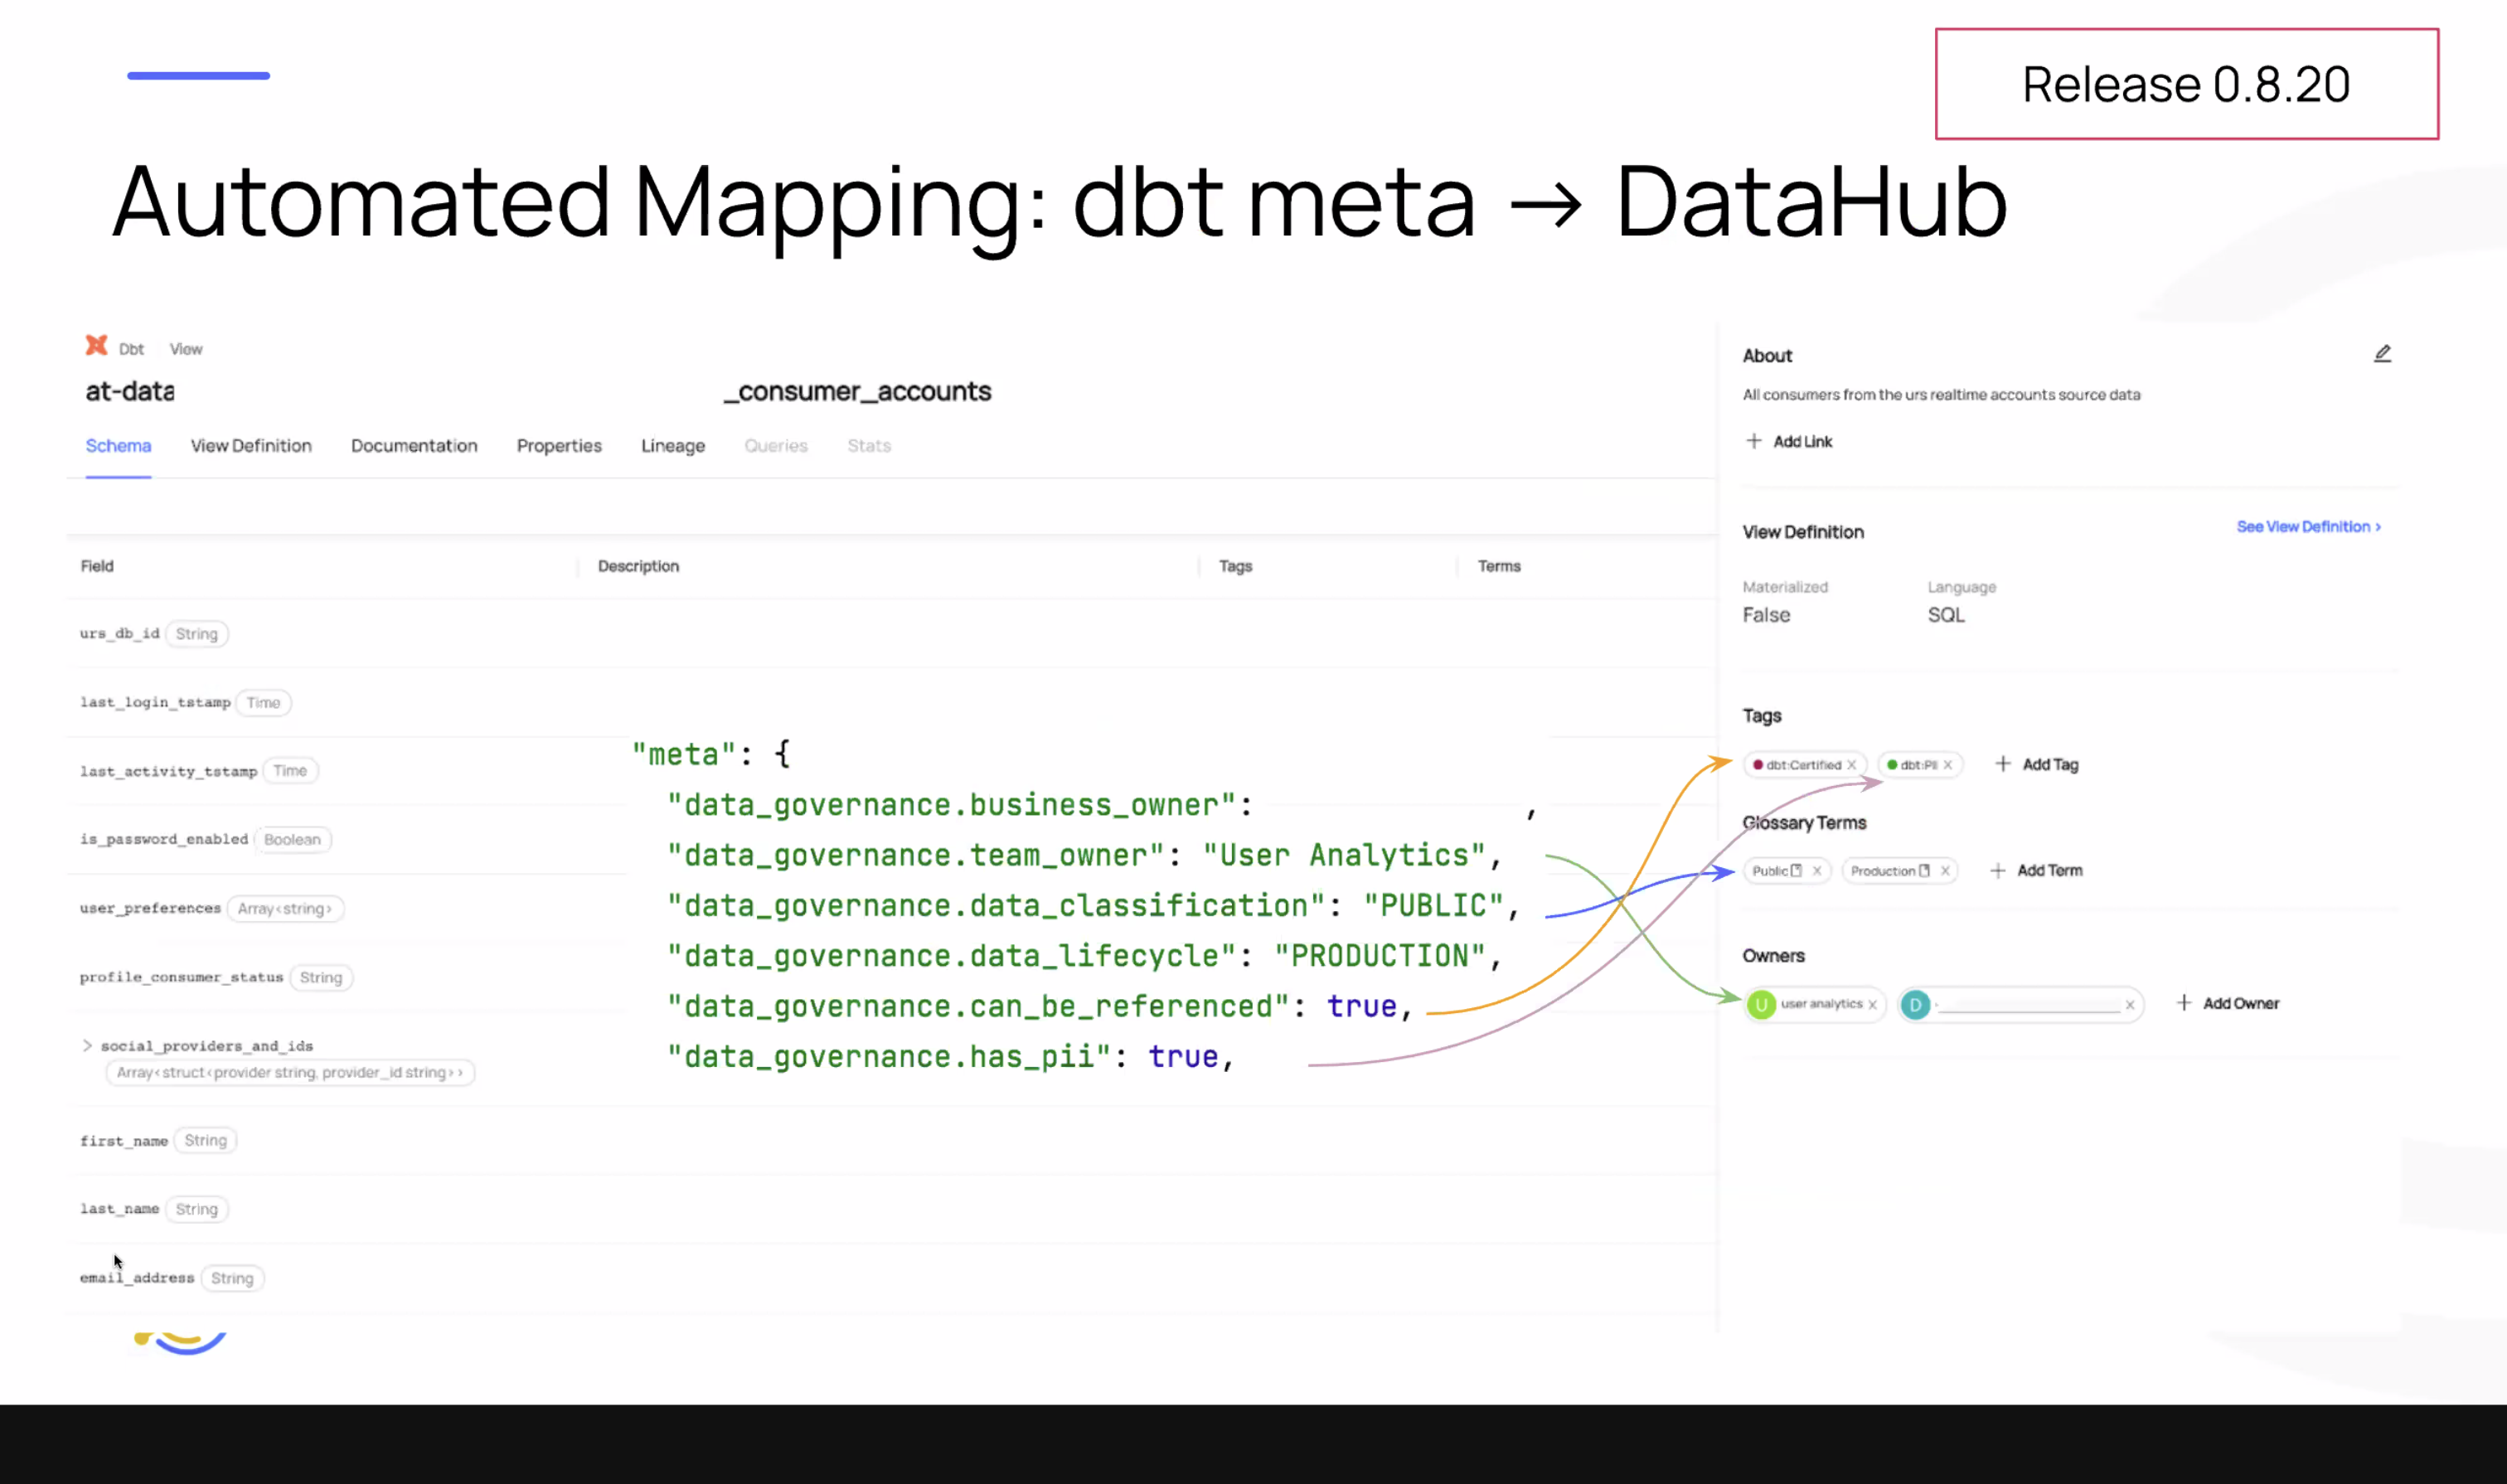 Release 0.8.20
Automated Mapping: dbt meta → DataHub
Dbt View
at-data _consumer_accounts
Schema View Definition Documentation Properties Lineage Queries Stats
Field Description Tags Terms
urs_db_id String
last_login_tstamp Time
last_activity_tstamp Time
is_password_enabled Boolean
user_preferences Array<string>
profile_consumer_status String
> social_providers_and_ids
Array<struct<provider string, provider_id string>>
first_name String
last_name String
email_address String
"meta": {
"data_governance.business_owner": ,
"data_governance.team_owner": "User Analytics",
"data_governance.data_classification": "PUBLIC",
"data_governance.data_lifecycle": "PRODUCTION",
"data_governance.can_be_referenced": true,
"data_governance.has_pii": true,
About
All consumers from the urs realtime accounts source data
+ Add Link
View Definition See View Definition >
Materialized Language
False SQL
Tags
dbt:Certified × dbt:PII × + Add Tag
Glossary Terms
Public × Production × + Add Term
Owners
U user analytics × D - × + Add Owner